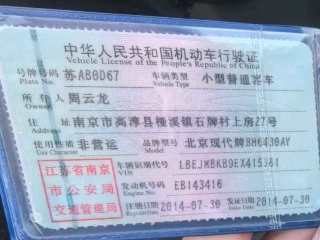 中华人民共和国机动车行驶证
Vehicle License of the People's Republic of China
号牌号码 苏AB0D67 车辆类型 小型普通客车
Plate No. Vehicle Type
所有人 周云龙
Owner
住址 南京市高淳县桠溪镇石牌村上房27号
Address
使用性质 非营运 品牌型号 北京现代牌BH6430AY
Use Character Model
江苏省南京市公安局交通管理局
车辆识别代号 LBEJMBKB9EX415381
VIN
发动机号码 EB143416
Engine No.
注册日期 2014-07-30 发证日期 2014-07-30
Register Date Issue Date